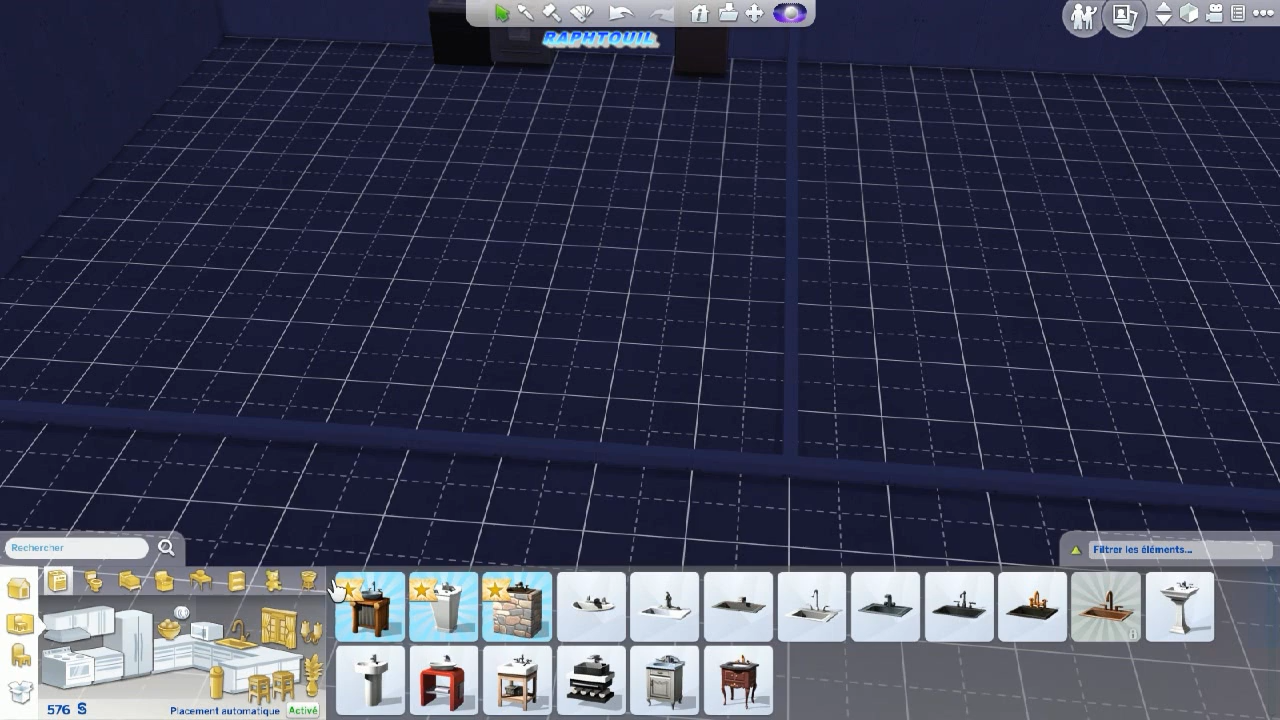 RAPHTOUIL
Rechercher
Filtrer les éléments...
576 $
Placement automatique Activé